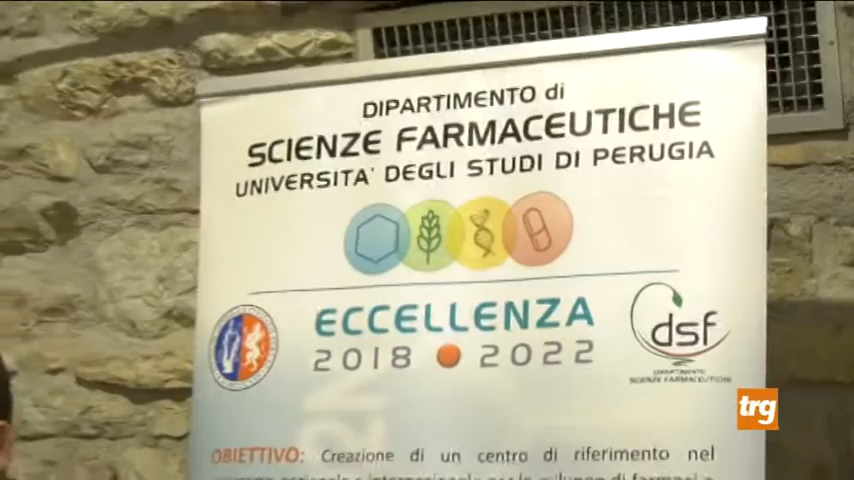 DIPARTIMENTO di
SCIENZE FARMACEUTICHE
UNIVERSITA' DEGLI STUDI DI PERUGIA
ECCELLENZA
2018 2022
dsf
DIPARTIMENTO
SCIENZE FARMACEUTICHE
trg
OBIETTIVO: Creazione di un centro di riferimento nel